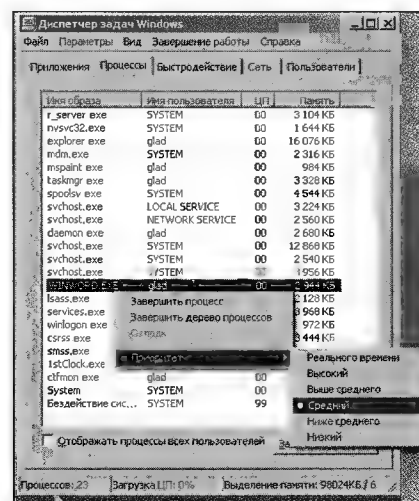 Диспетчер задач Windows
Файл Параметры Вид Завершение работы Справка
Приложения Процессы Быстродействие Сеть Пользователи
Имя образа Имя пользователя ЦП Память
r_server exe SYSTEM 00 3 104 КБ
nvsvc32.exe SYSTEM 00 1 644 КБ
explorer exe glad 00 16 076 КБ
mdm.exe SYSTEM 00 2 316 КБ
mspaint exe glad 00 984 КБ
taskmgr exe glad 00 3 328 КБ
spoolsv exe SYSTEM 00 4 544 КБ
svchost.exe LOCAL SERVICE 00 3 224 КБ
svchost.exe NETWORK SERVICE 00 2 560 КБ
daemon exe glad 00 2 680 КБ
svchost.exe SYSTEM 00 12 868 КБ
svchost.exe SYSTEM 00 2 540 КБ
svchost.exe SYSTEM 956 КБ
WINWORD.EXE glad 00 944 КБ
lsass.exe 128 КБ
services.exe 968 КБ
winlogon exe 972 КБ
csrss exe 444 КБ
smss.exe
1stClock.exe
ctfmon exe glad 00
System SYSTEM 00
Бездействие сис... SYSTEM 99
Завершить процесс
Завершить дерево процессов
Отладка
Приоритет
Реального времени
Высокий
Выше среднего
Средний
Ниже среднего
Низкий
Отображать процессы всех пользователей За
Процессов: 23 Загрузка ЦП: 0% Выделение памяти: 98024КБ / 6